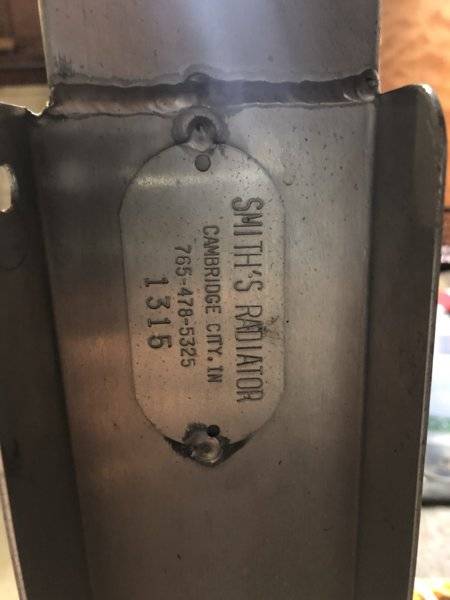 SMITH'S RADIATOR
CAMBRIDGE CITY, IN
765-478-5325
1315